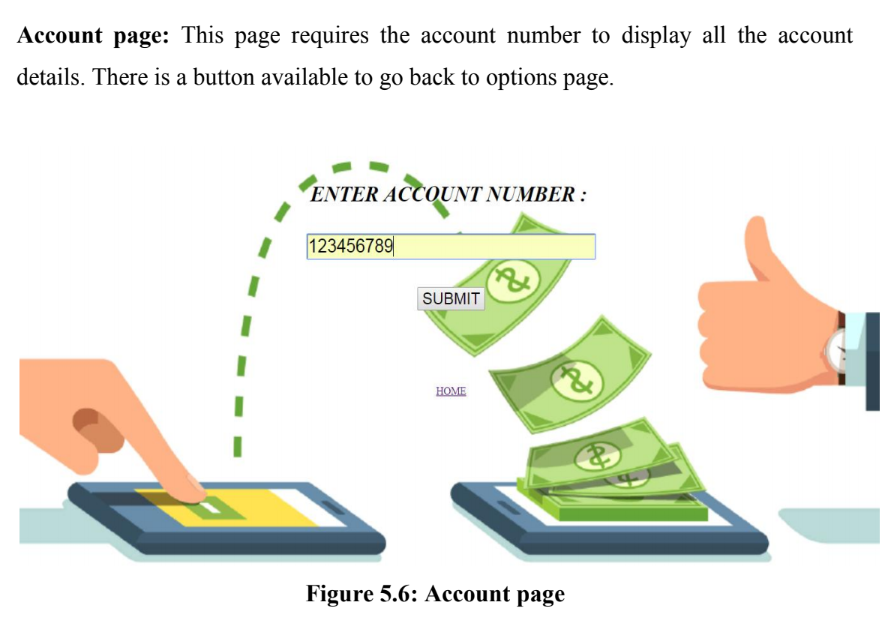 Account page: This page requires the account number to display all the account
details. There is a button available to go back to options page.
ENTER ACCOUNT NUMBER :
123456789
SUBMIT
HOME
Figure 5.6: Account page